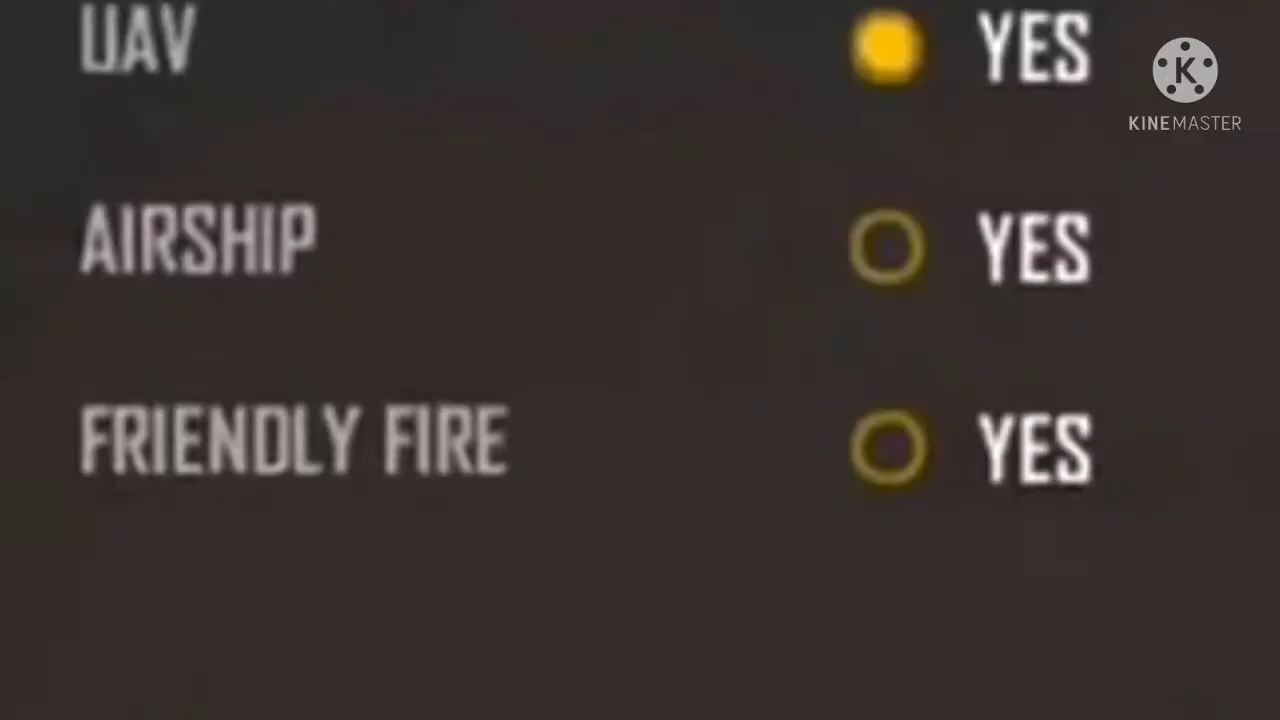 UAV YES
K
KINEMASTER
AIRSHIP YES
FRIENDLY FIRE YES